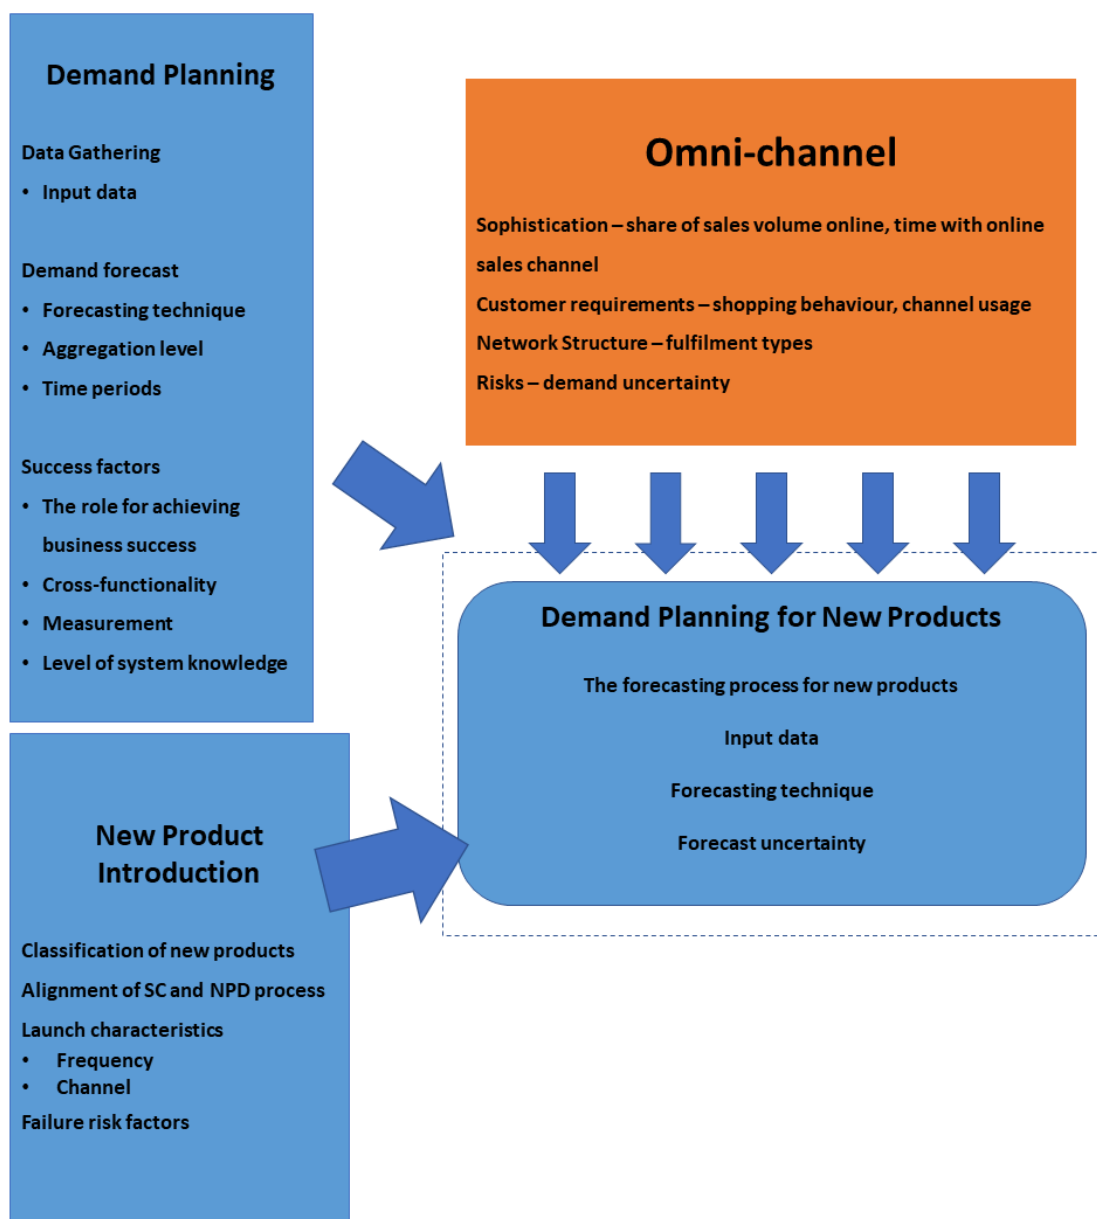 Demand Planning
Data Gathering
• Input data
Demand forecast
• Forecasting technique
• Aggregation level
• Time periods
Success factors
• The role for achieving
business success
• Cross-functionality
• Measurement
• Level of system knowledge
New Product
Introduction
Classification of new products
Alignment of SC and NPD process
Launch characteristics
• Frequency
• Channel
Failure risk factors
Omni-channel
Sophistication – share of sales volume online, time with online
sales channel
Customer requirements – shopping behaviour, channel usage
Network Structure – fulfilment types
Risks – demand uncertainty
Demand Planning for New Products
The forecasting process for new products
Input data
Forecasting technique
Forecast uncertainty